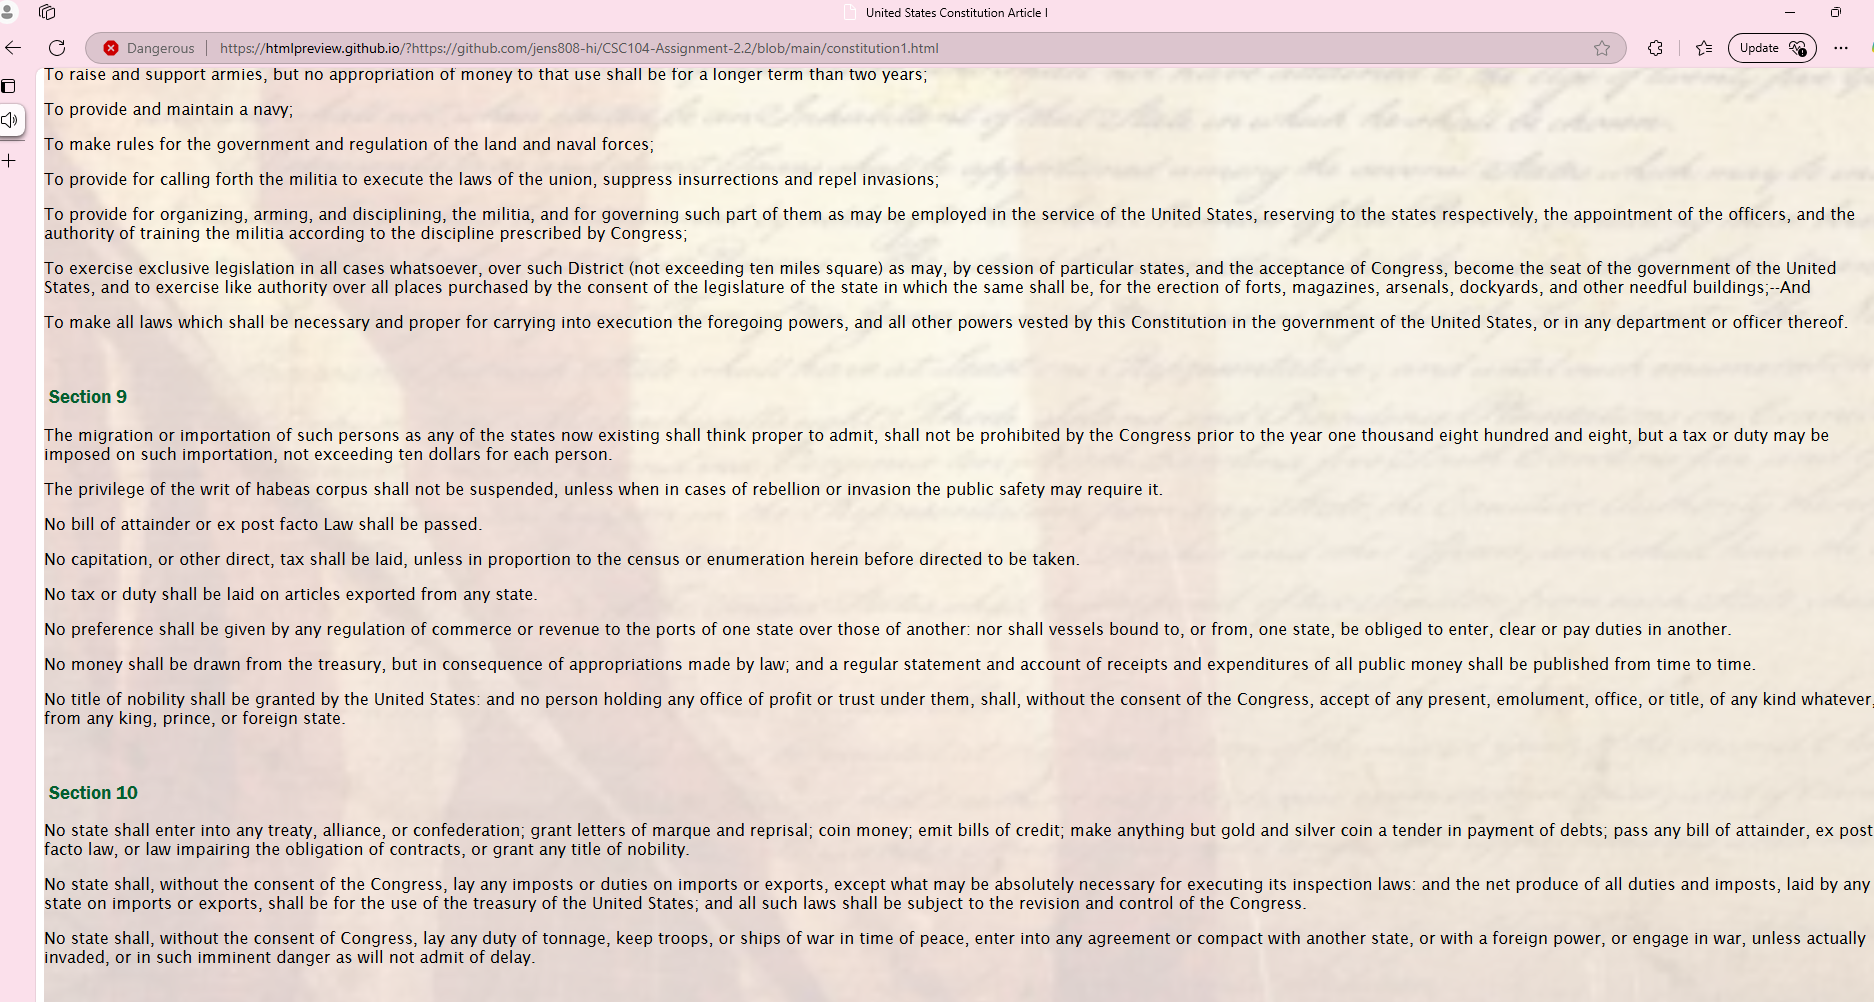 United States Constitution Article I
Dangerous
https://htmlpreview.github.io/?https://github.com/jens808-hi/CSC104-Assignment-2.2/blob/main/constitution1.html
Update
To raise and support armies, but no appropriation of money to that use shall be for a longer term than two years;
To provide and maintain a navy;
To make rules for the government and regulation of the land and naval forces;
To provide for calling forth the militia to execute the laws of the union, suppress insurrections and repel invasions;
To provide for organizing, arming, and disciplining, the militia, and for governing such part of them as may be employed in the service of the United States, reserving to the states respectively, the appointment of the officers, and the
authority of training the militia according to the discipline prescribed by Congress;
To exercise exclusive legislation in all cases whatsoever, over such District (not exceeding ten miles square) as may, by cession of particular states, and the acceptance of Congress, become the seat of the government of the United
States, and to exercise like authority over all places purchased by the consent of the legislature of the state in which the same shall be, for the erection of forts, magazines, arsenals, dockyards, and other needful buildings;--And
To make all laws which shall be necessary and proper for carrying into execution the foregoing powers, and all other powers vested by this Constitution in the government of the United States, or in any department or officer thereof.
Section 9
The migration or importation of such persons as any of the states now existing shall think proper to admit, shall not be prohibited by the Congress prior to the year one thousand eight hundred and eight, but a tax or duty may be
imposed on such importation, not exceeding ten dollars for each person.
The privilege of the writ of habeas corpus shall not be suspended, unless when in cases of rebellion or invasion the public safety may require it.
No bill of attainder or ex post facto Law shall be passed.
No capitation, or other direct, tax shall be laid, unless in proportion to the census or enumeration herein before directed to be taken.
No tax or duty shall be laid on articles exported from any state.
No preference shall be given by any regulation of commerce or revenue to the ports of one state over those of another: nor shall vessels bound to, or from, one state, be obliged to enter, clear or pay duties in another.
No money shall be drawn from the treasury, but in consequence of appropriations made by law; and a regular statement and account of receipts and expenditures of all public money shall be published from time to time.
No title of nobility shall be granted by the United States: and no person holding any office of profit or trust under them, shall, without the consent of the Congress, accept of any present, emolument, office, or title, of any kind whatever,
from any king, prince, or foreign state.
Section 10
No state shall enter into any treaty, alliance, or confederation; grant letters of marque and reprisal; coin money; emit bills of credit; make anything but gold and silver coin a tender in payment of debts; pass any bill of attainder, ex post
facto law, or law impairing the obligation of contracts, or grant any title of nobility.
No state shall, without the consent of the Congress, lay any imposts or duties on imports or exports, except what may be absolutely necessary for executing its inspection laws: and the net produce of all duties and imposts, laid by any
state on imports or exports, shall be for the use of the treasury of the United States; and all such laws shall be subject to the revision and control of the Congress.
No state shall, without the consent of Congress, lay any duty of tonnage, keep troops, or ships of war in time of peace, enter into any agreement or compact with another state, or with a foreign power, or engage in war, unless actually
invaded, or in such imminent danger as will not admit of delay.